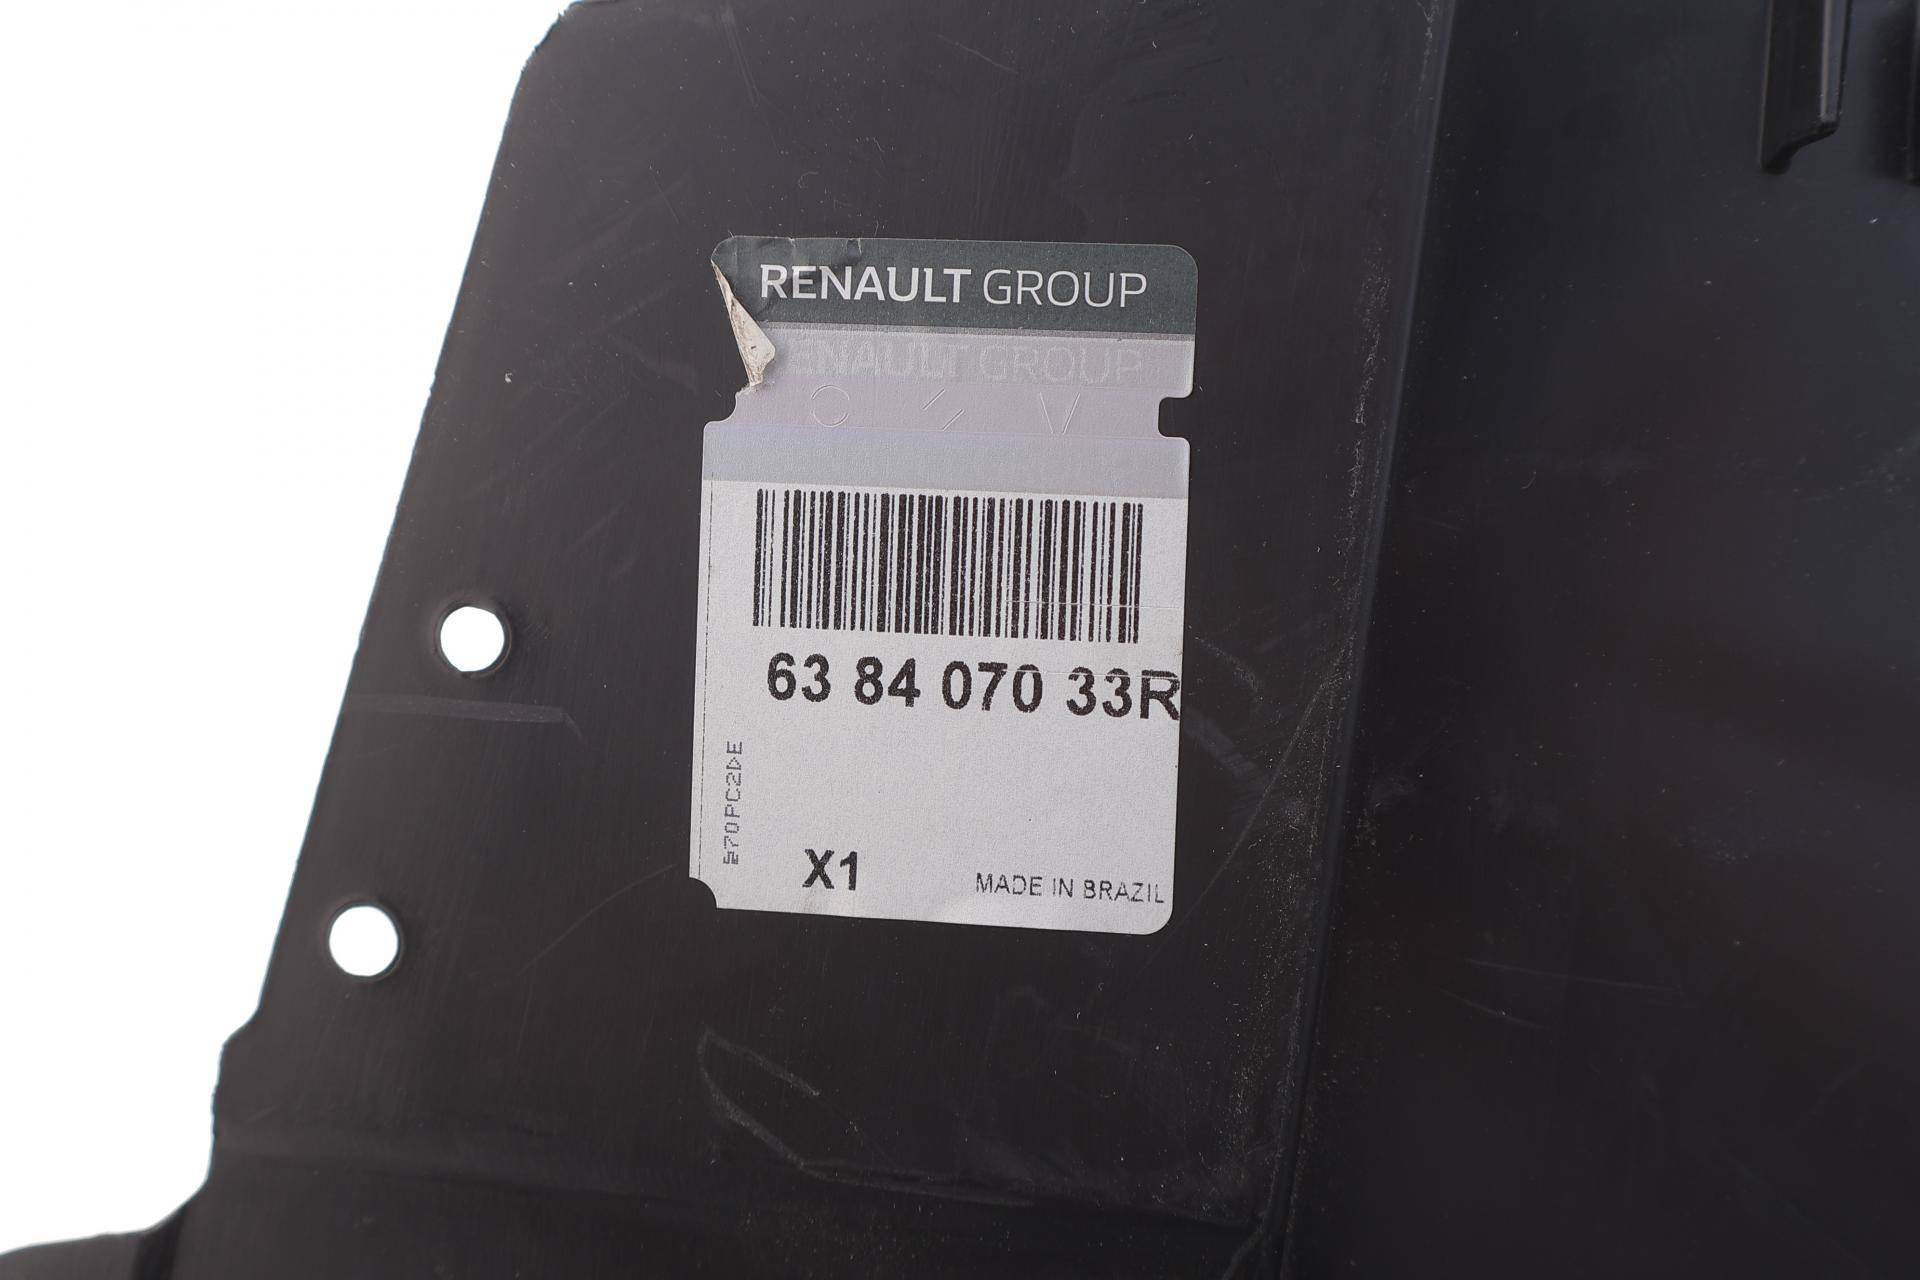 RENAULT GROUP
RENAULT GROUP
63 84 070 33R
X1
MADE IN BRAZIL